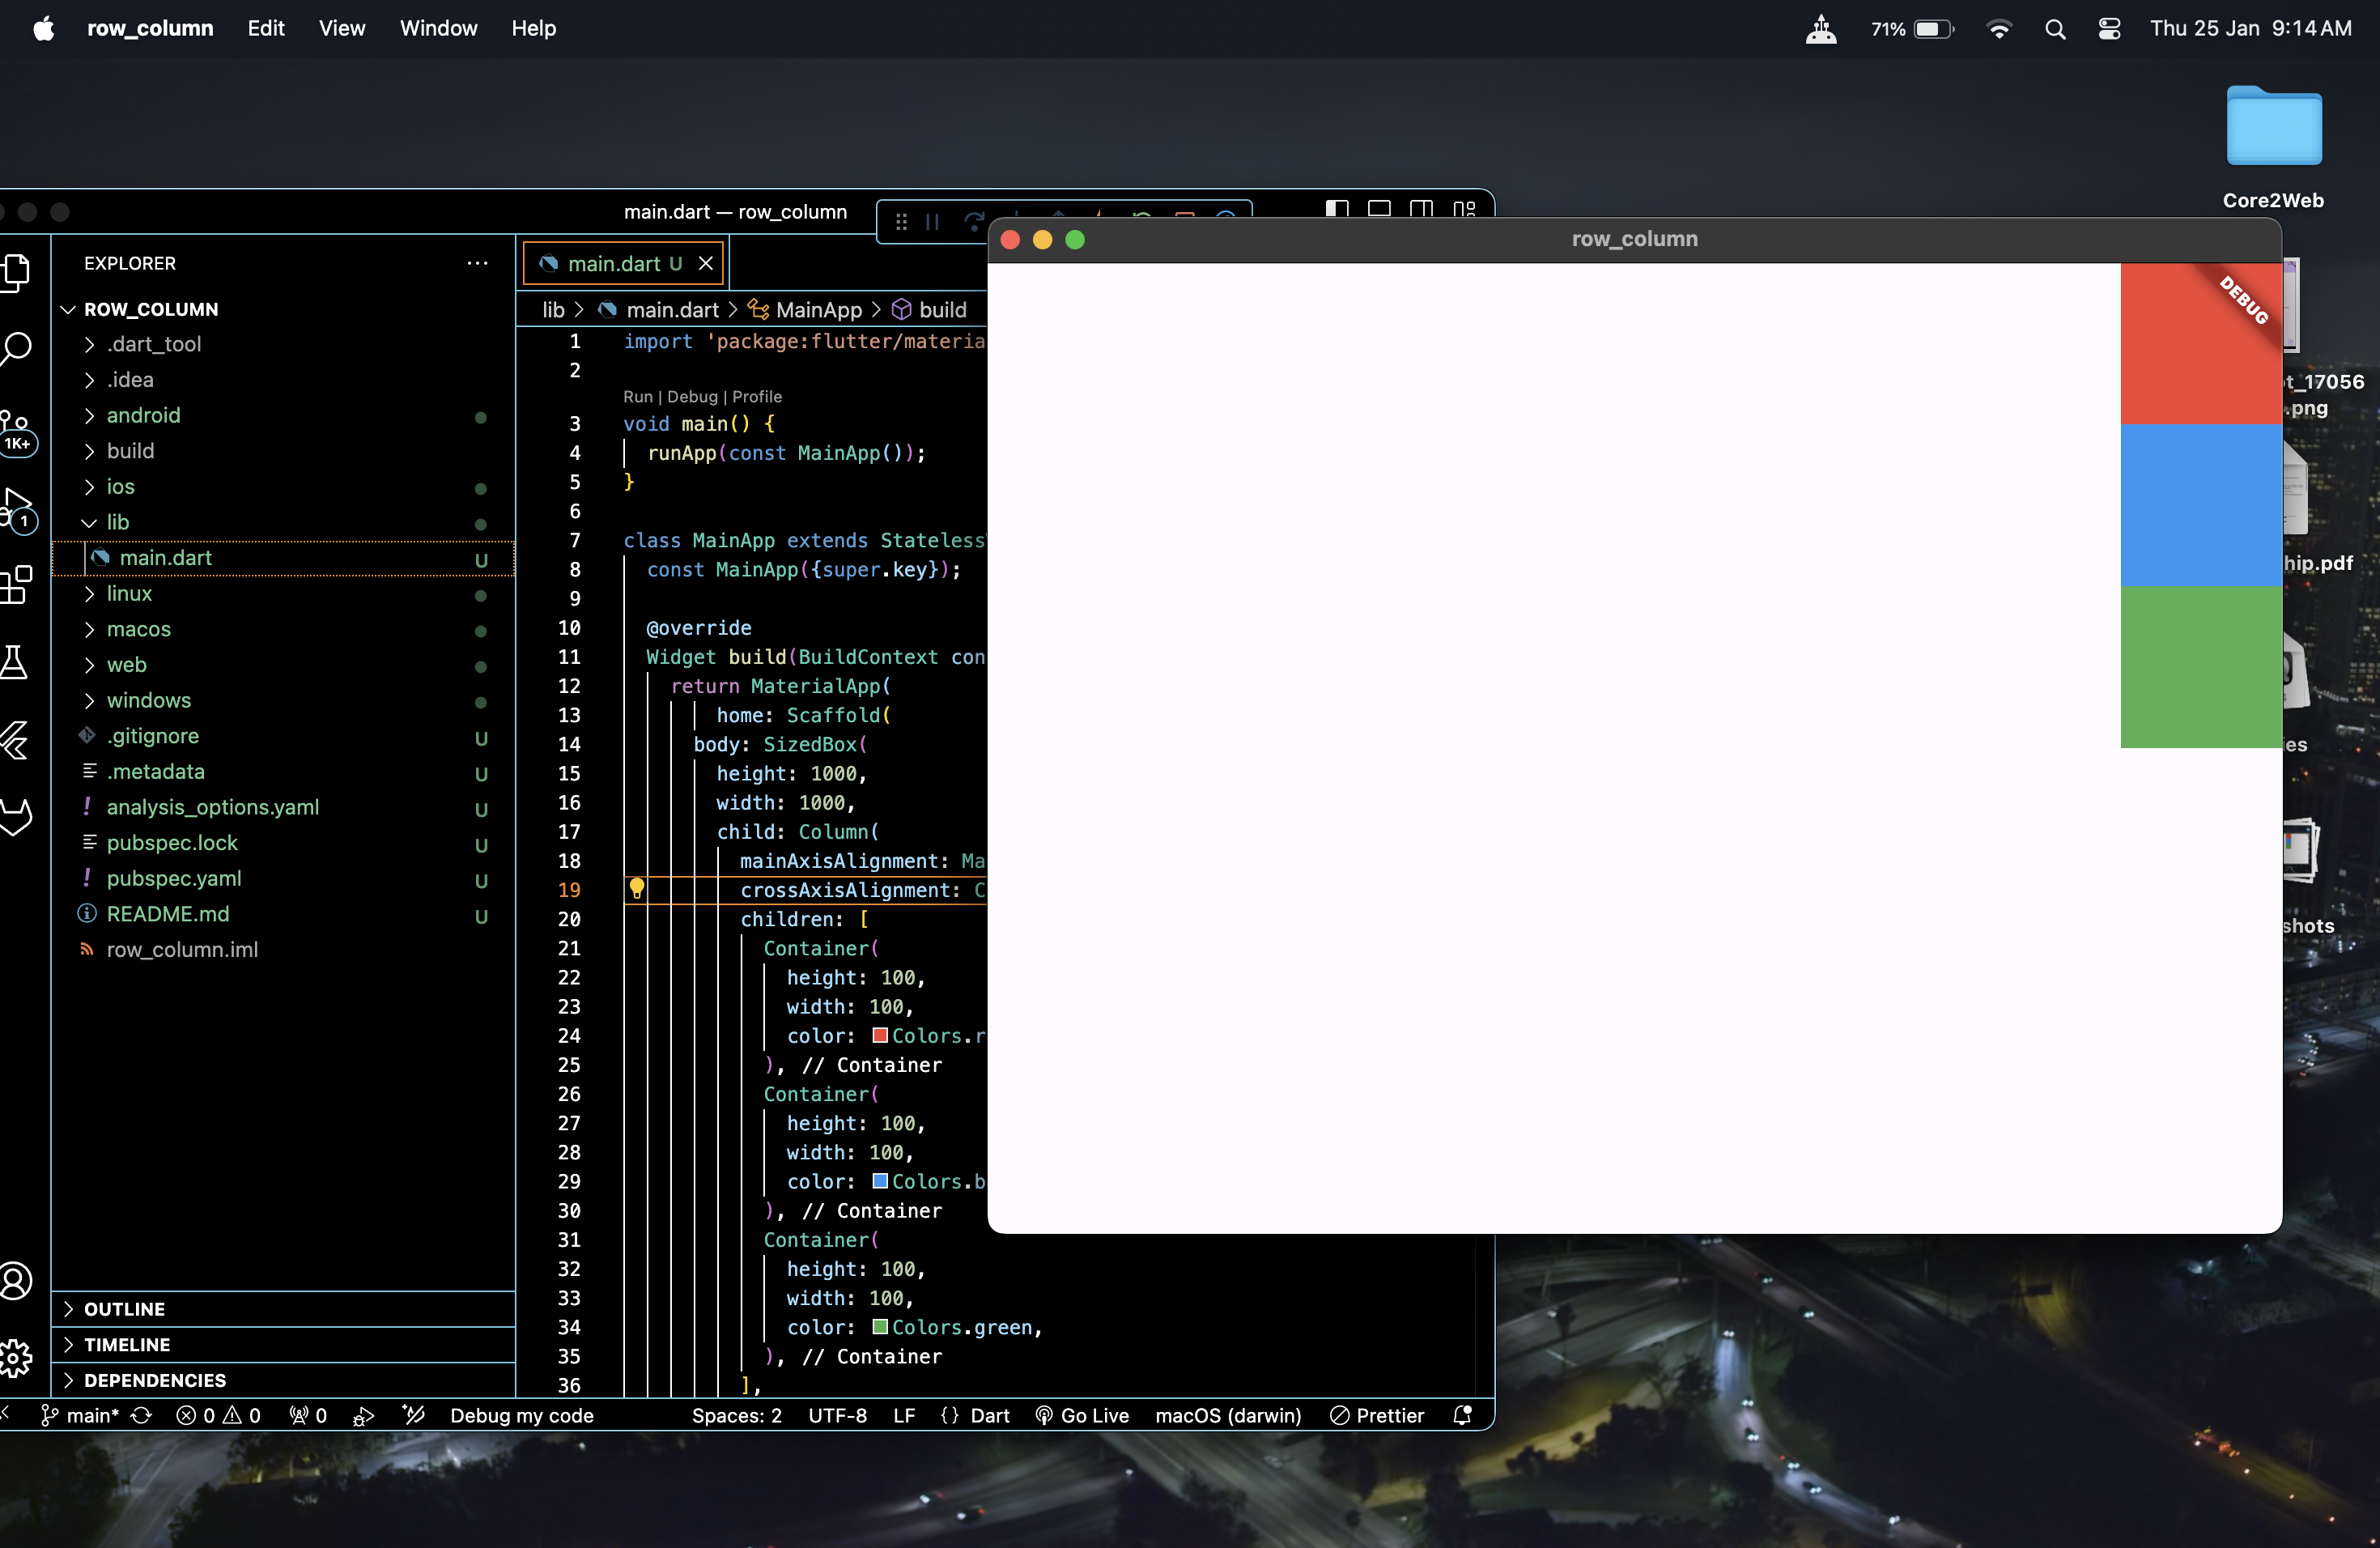 row_column Edit View Window Help
71% Thu 25 Jan 9:14 AM
Core2Web
main.dart — row_column
row_column
EXPLORER
main.dart U
ROW_COLUMN
.dart_tool
.idea
android
build
ios
lib
main.dart U
linux
macos
web
windows
.gitignore U
.metadata U
analysis_options.yaml U
pubspec.lock U
pubspec.yaml U
README.md U
row_column.iml
1K+
1
OUTLINE
TIMELINE
DEPENDENCIES
lib > main.dart > MainApp > build
1 import 'package:flutter/materia
2
Run | Debug | Profile
3 void main() {
4 runApp(const MainApp());
5 }
6
7 class MainApp extends Stateless
8 const MainApp({super.key});
9
10 @override
11 Widget build(BuildContext con
12 return MaterialApp(
13 home: Scaffold(
14 body: SizedBox(
15 height: 1000,
16 width: 1000,
17 child: Column(
18 mainAxisAlignment: Ma
19 crossAxisAlignment: C
20 children: [
21 Container(
22 height: 100,
23 width: 100,
24 color: Colors.r
25 ), // Container
26 Container(
27 height: 100,
28 width: 100,
29 color: Colors.b
30 ), // Container
31 Container(
32 height: 100,
33 width: 100,
34 color: Colors.green,
35 ), // Container
36 ],
DEBUG
t_17056
.png
hip.pdf
es
shots
main* 0 0 0 Debug my code Spaces: 2 UTF-8 LF {} Dart Go Live macOS (darwin) Prettier